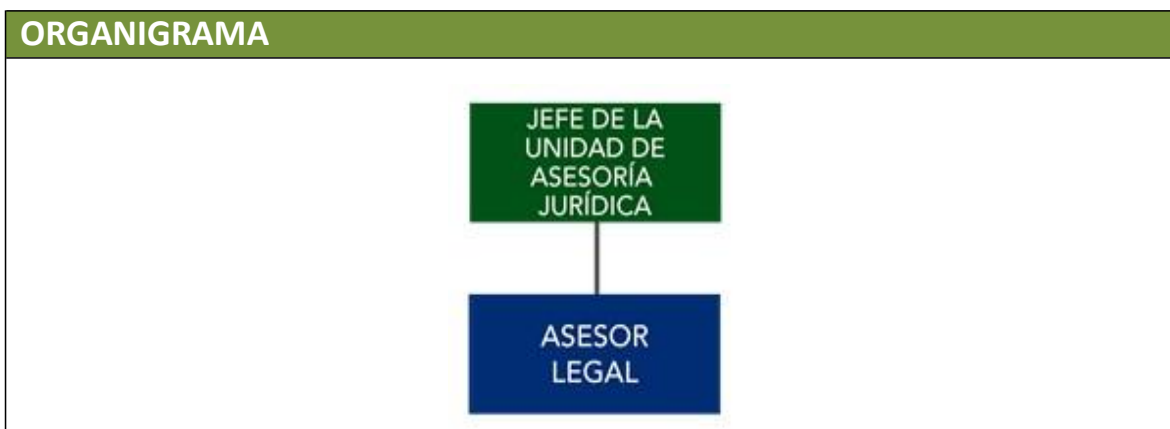 ORGANIGRAMA
JEFE DE LA
UNIDAD DE
ASESORÍA
JURÍDICA
ASESOR
LEGAL